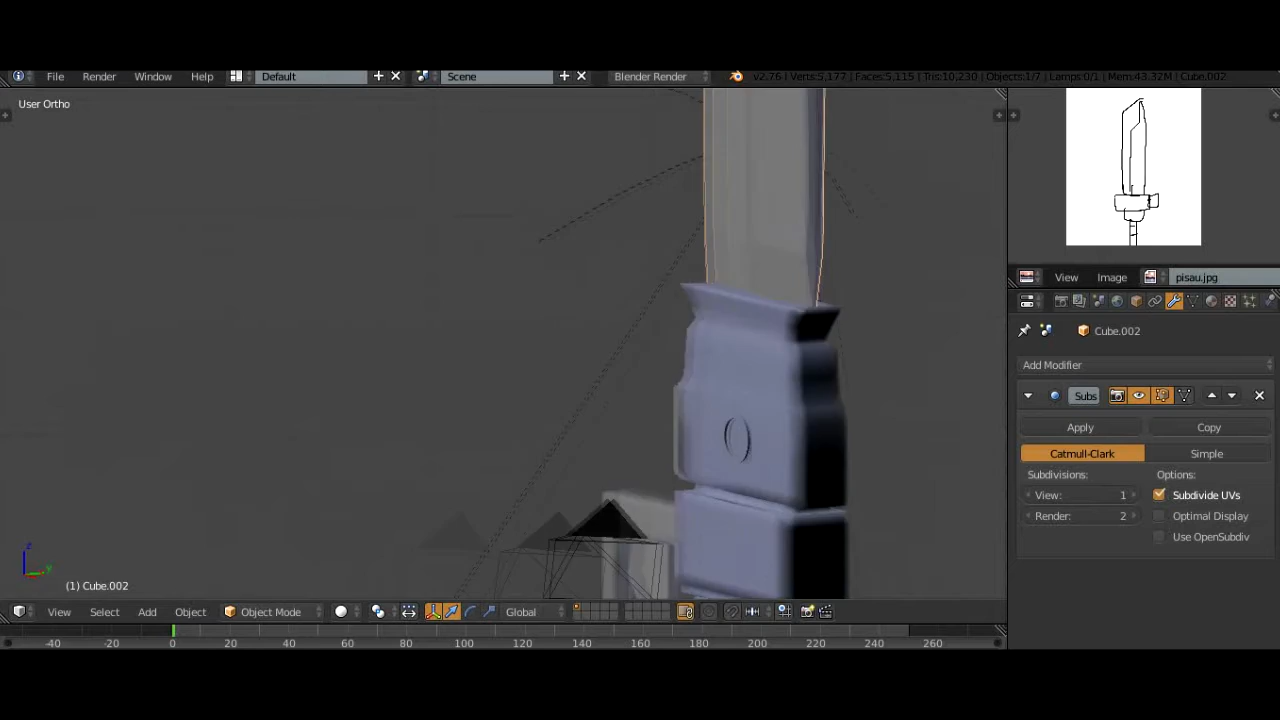 File Render Window Help Default Scene Blender Render v2.76 | Verts:5,177 | Faces:5,115 | Tris:10,230 | Objects:1/7 | Lamps:0/1 | Mem:43.32M | Cube.002
User Ortho
View Image pisau.jpg
Cube.002
Add Modifier
Subs
Apply Copy
Catmull-Clark Simple
Subdivisions: Options:
View: 1 Subdivide UVs
Render: 2 Optimal Display
Use OpenSubdiv
z
y
(1) Cube.002
View Select Add Object Object Mode Global
-40 -20 0 20 40 60 80 100 120 140 160 180 200 220 240 260